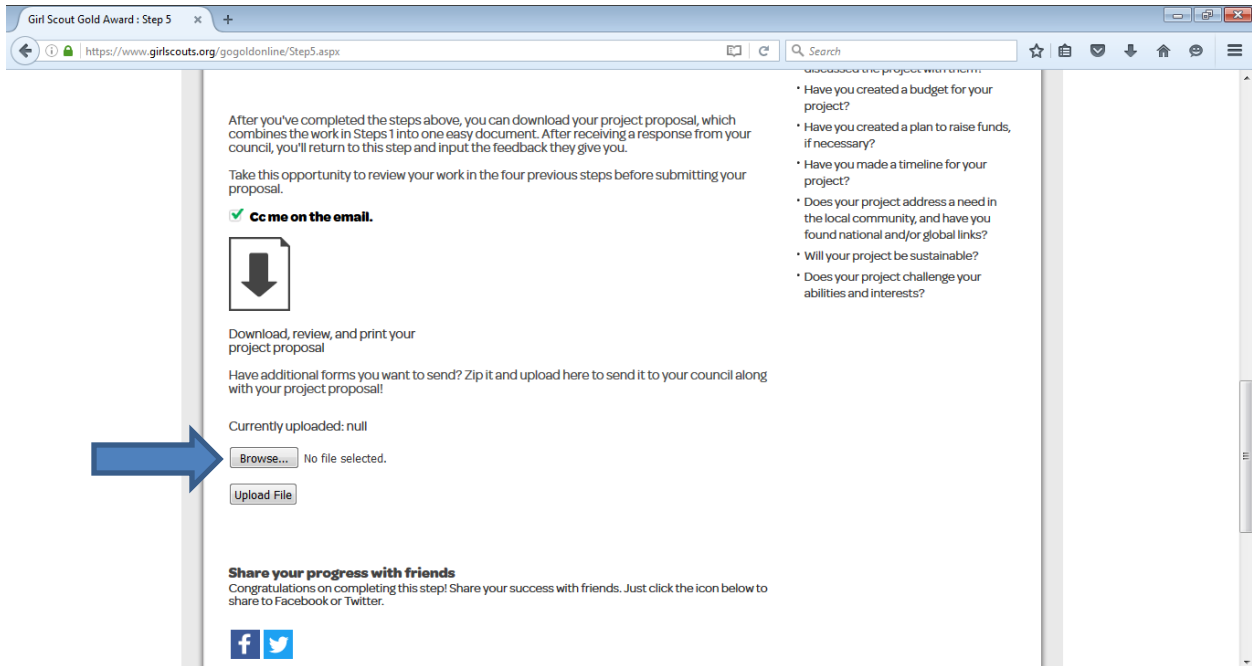 Girl Scout Gold Award : Step 5
https://www.girlscouts.org/gogoldonline/Step5.aspx
Search
After you've completed the steps above, you can download your project proposal, which
combines the work in Steps 1 into one easy document. After receiving a response from your
council, you'll return to this step and input the feedback they give you.
Take this opportunity to review your work in the four previous steps before submitting your
proposal.
Cc me on the email.
Download, review, and print your
project proposal
Have additional forms you want to send? Zip it and upload here to send it to your council along
with your project proposal!
Currently uploaded: null
Browse... No file selected.
Upload File
Share your progress with friends
Congratulations on completing this step! Share your success with friends. Just click the icon below to
share to Facebook or Twitter.
discussed the project with them?
• Have you created a budget for your
project?
• Have you created a plan to raise funds,
if necessary?
• Have you made a timeline for your
project?
• Does your project address a need in
the local community, and have you
found national and/or global links?
• Will your project be sustainable?
• Does your project challenge your
abilities and interests?